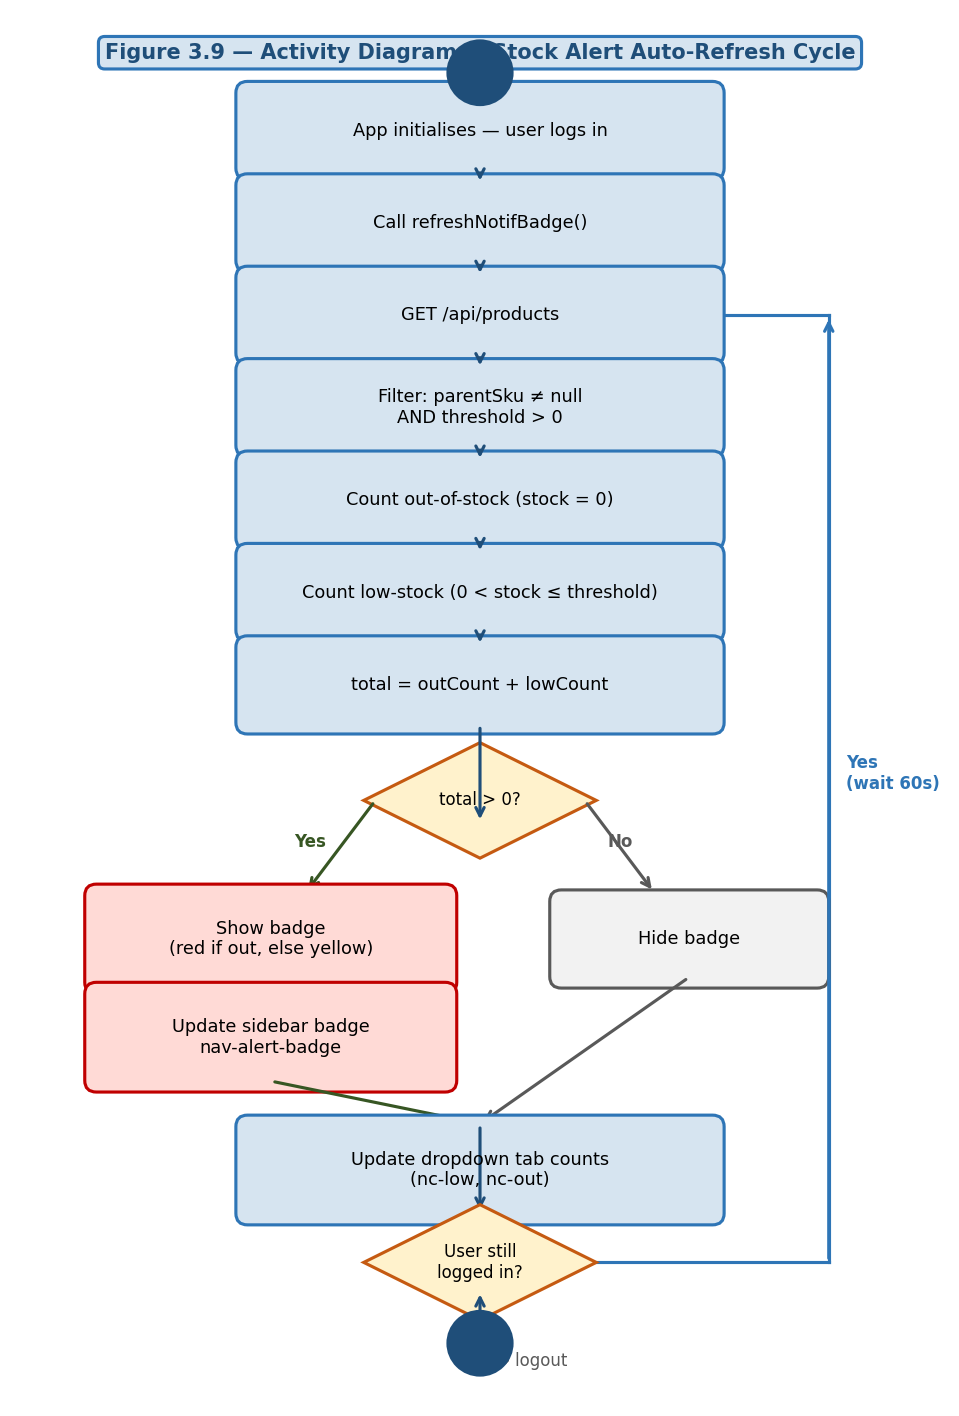 Figure 3.9 — Activity Diagram Stock Alert Auto-Refresh Cycle
App initialises — user logs in
Call refreshNotifBadge()
GET /api/products
Filter: parentSku ≠ null
AND threshold > 0
Count out-of-stock (stock = 0)
Count low-stock (0 < stock ≤ threshold)
total = outCount + lowCount
total > 0?
Yes
(wait 60s)
Yes
No
Show badge
(red if out, else yellow)
Hide badge
Update sidebar badge
nav-alert-badge
Update dropdown tab counts
(nc-low, nc-out)
User still
logged in?
logout